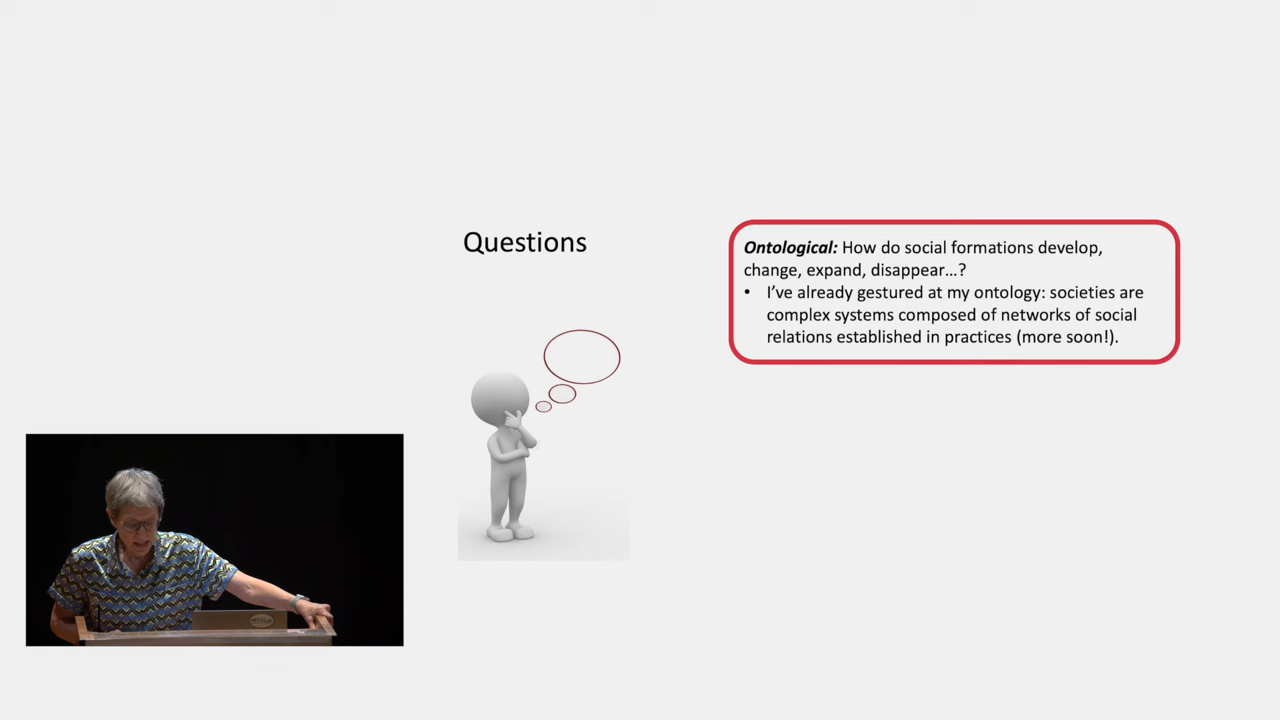 Questions
Ontological: How do social formations develop,
change, expand, disappear...?
• I've already gestured at my ontology: societies are
complex systems composed of networks of social
relations established in practices (more soon!).